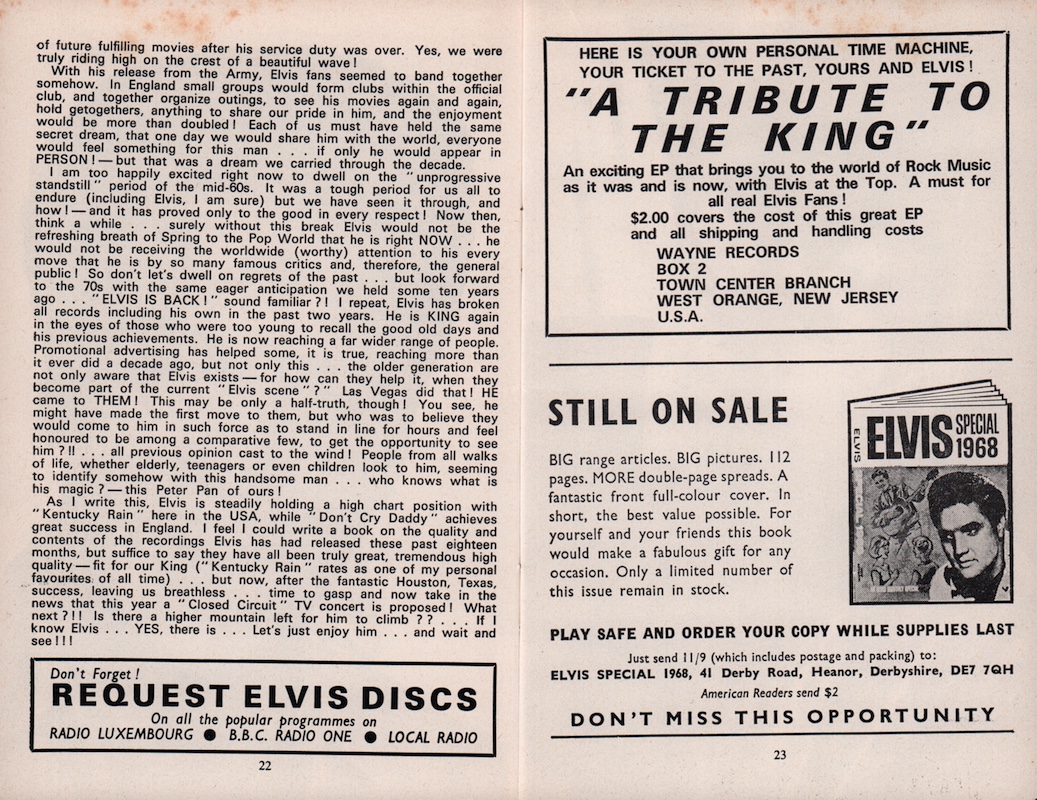 of future fulfilling movies after his service duty was over. Yes, we were
truly riding high on the crest of a beautiful wave!
With his release from the Army, Elvis fans seemed to band together
somehow. In England small groups would form clubs within the official
club, and together organize outings, to see his movies again and again,
hold getogethers, anything to share our pride in him, and the enjoyment
would be more than doubled! Each of us must have held the same
secret dream, that one day we would share him with the world, everyone
would feel something for this man . . . if only he would appear in
PERSON!—but that was a dream we carried through the decade.
I am too happily excited right now to dwell on the "unprogressive
standstill" period of the mid-60s. It was a tough period for us all to
endure (including Elvis, I am sure) but we have seen it through, and
how!—and it has proved only to the good in every respect! Now then,
think a while . . . surely without this break Elvis would not be the
refreshing breath of Spring to the Pop World that he is right NOW . . . he
would not be receiving the worldwide (worthy) attention to his every
move that he is by so many famous critics and, therefore, the general
public! So don't let's dwell on regrets of the past . . . but look forward
to the 70s with the same eager anticipation we held some ten years
ago . . . "ELVIS IS BACK!" sound familiar?! I repeat, Elvis has broken
all records including his own in the past two years. He is KING again
in the eyes of those who were too young to recall the good old days and
his previous achievements. He is now reaching a far wider range of people.
Promotional advertising has helped some, it is true, reaching more than
it ever did a decade ago, but not only this . . . the older generation are
not only aware that Elvis exists—for how can they help it, when they
become part of the current "Elvis scene"?" Las Vegas did that! HE
came to THEM! This may be only a half-truth, though! You see, he
might have made the first move to them, but who was to believe they
would come to him in such force as to stand in line for hours and feel
honoured to be among a comparative few, to get the opportunity to see
him?!! . . . all previous opinion cast to the wind! People from all walks
of life, whether elderly, teenagers or even children look to him, seeming
to identify somehow with this handsome man . . . who knows what is
his magic?—this Peter Pan of ours!
As I write this, Elvis is steadily holding a high chart position with
"Kentucky Rain" here in the USA, while "Don't Cry Daddy" achieves
great success in England. I feel I could write a book on the quality and
contents of the recordings Elvis has had released these past eighteen
months, but suffice to say they have all been truly great, tremendous high
quality—fit for our King ("Kentucky Rain" rates as one of my personal
favourites of all time) . . . but now, after the fantastic Houston, Texas,
success, leaving us breathless . . . time to gasp and now take in the
news that this year a "Closed Circuit" TV concert is proposed! What
next?!! Is there a higher mountain left for him to climb?? . . . If I
know Elvis . . . YES, there is . . . Let's just enjoy him . . . and wait and
see!!!
Don't Forget!
REQUEST ELVIS DISCS
On all the popular programmes on
RADIO LUXEMBOURG ● B.B.C. RADIO ONE ● LOCAL RADIO
22
HERE IS YOUR OWN PERSONAL TIME MACHINE,
YOUR TICKET TO THE PAST, YOURS AND ELVIS!
"A TRIBUTE TO
THE KING"
An exciting EP that brings you to the world of Rock Music
as it was and is now, with Elvis at the Top. A must for
all real Elvis Fans!
$2.00 covers the cost of this great EP
and all shipping and handling costs
WAYNE RECORDS
BOX 2
TOWN CENTER BRANCH
WEST ORANGE, NEW JERSEY
U.S.A.
STILL ON SALE
BIG range articles. BIG pictures. 112
pages. MORE double-page spreads. A
fantastic front full-colour cover. In
short, the best value possible. For
yourself and your friends this book
would make a fabulous gift for any
occasion. Only a limited number of
this issue remain in stock.
ELVIS
ELVIS SPECIAL
1968
PLAY SAFE AND ORDER YOUR COPY WHILE SUPPLIES LAST
Just send 11/9 (which includes postage and packing) to:
ELVIS SPECIAL 1968, 41 Derby Road, Heanor, Derbyshire, DE7 7QH
American Readers send $2
DON'T MISS THIS OPPORTUNITY
23